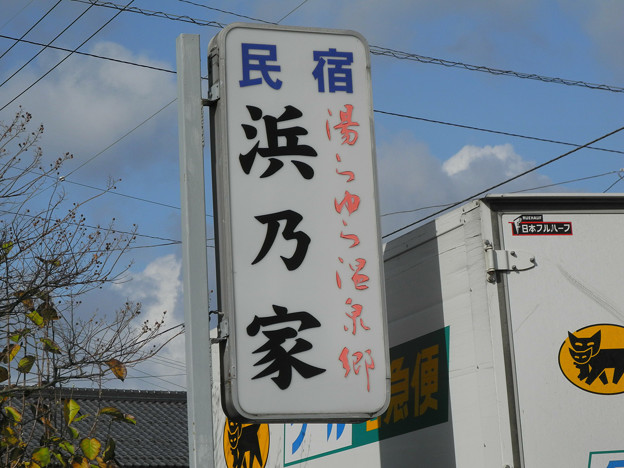 民宿
湯らゆら温泉郷
浜乃家
日本フルハーフ
急便